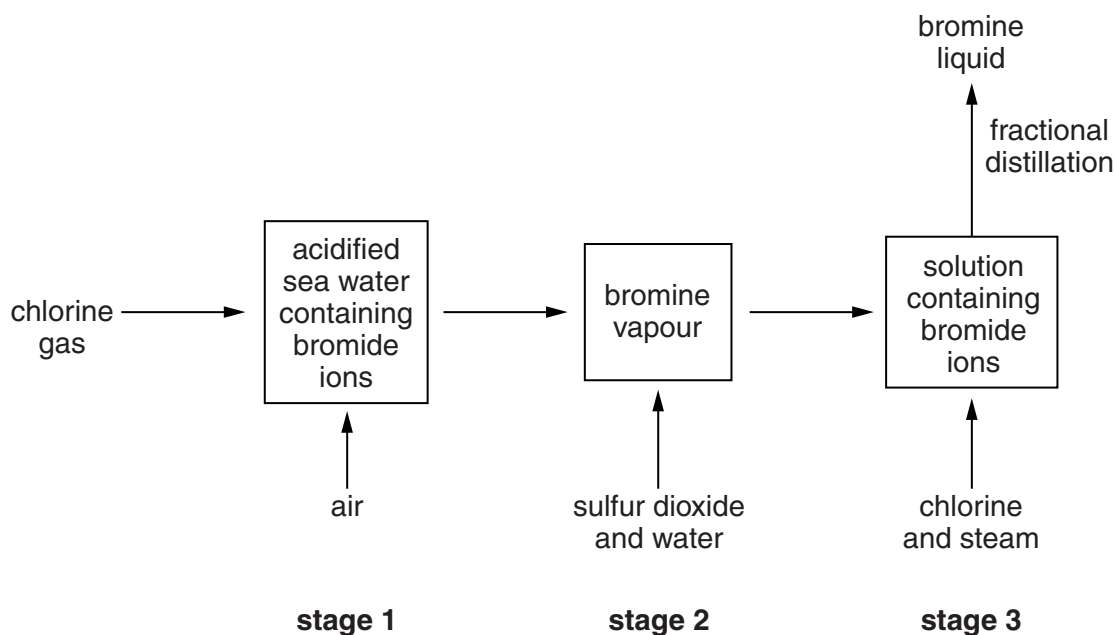 bromine
liquid
fractional
distillation
chlorine
gas
acidified
sea water
containing
bromide
ions
bromine
vapour
solution
containing
bromide
ions
air
sulfur dioxide
and water
chlorine
and steam
stage 1
stage 2
stage 3